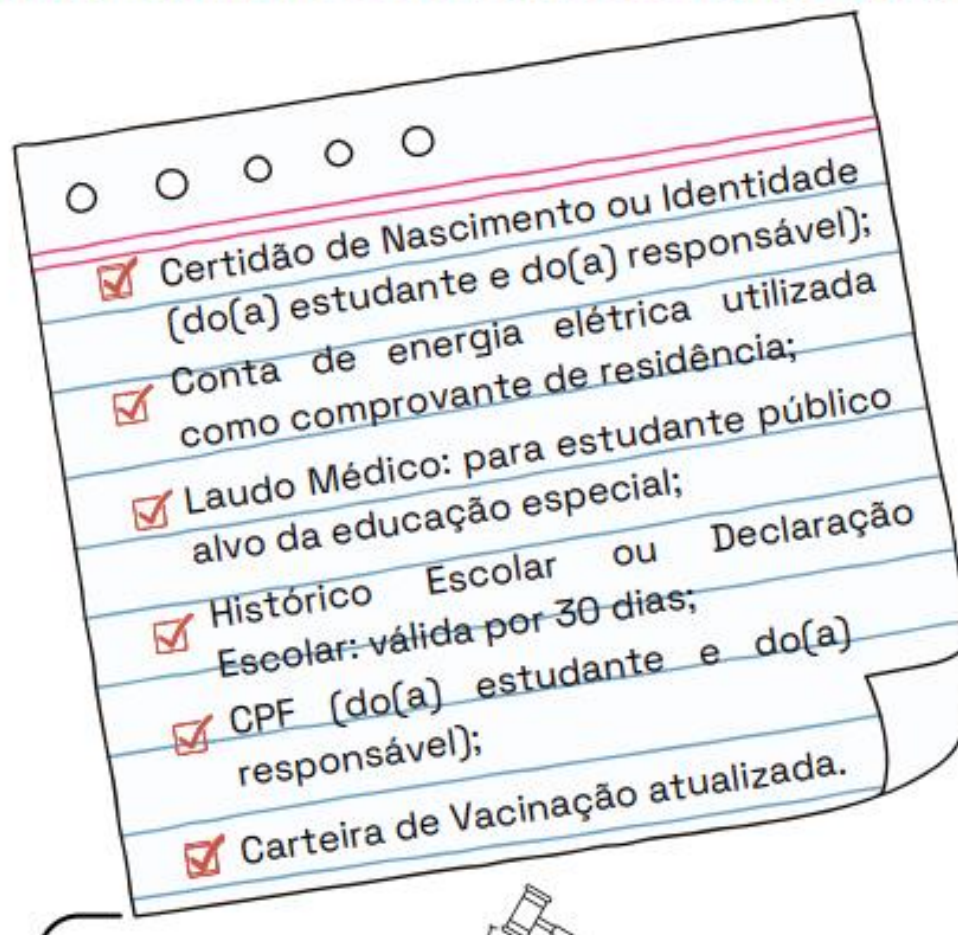 Certidão de Nascimento ou Identidade
(do(a) estudante e do(a) responsável);
Conta de energia elétrica utilizada
como comprovante de residência;
Laudo Médico: para estudante público
alvo da educação especial;
Histórico Escolar ou Declaração
Escolar: válida por 30 dias;
CPF (do(a) estudante e do(a)
responsável);
Carteira de Vacinação atualizada.